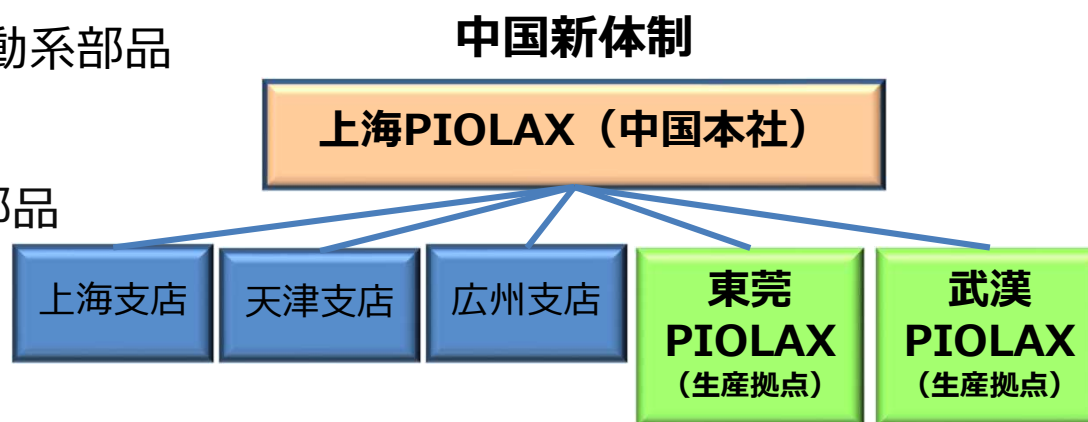 動系部品
中国新体制
上海PIOLAX（中国本社）
部品
上海支店
天津支店
広州支店
東莞
PIOLAX
（生産拠点）
武漢
PIOLAX
（生産拠点）